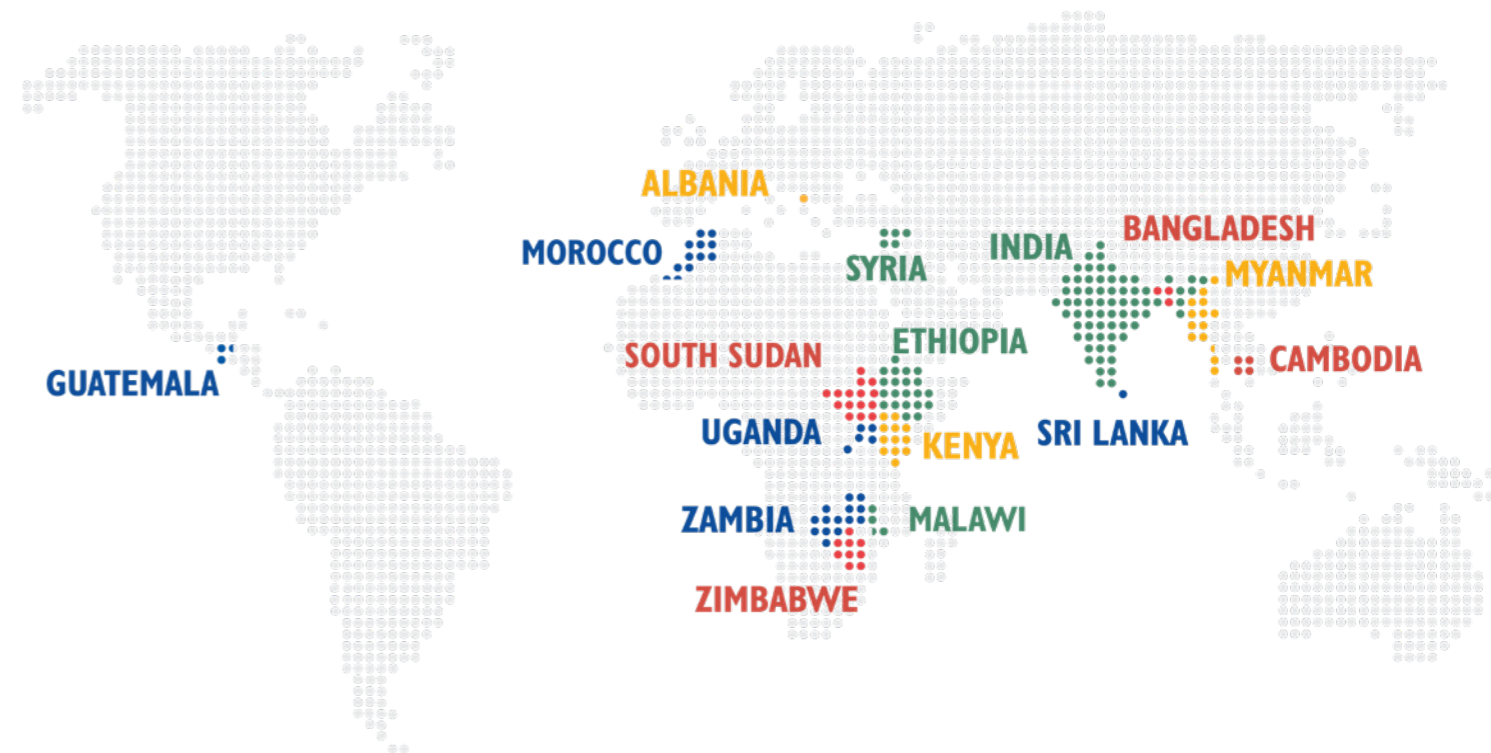 ALBANIA
BANGLADESH
MOROCCO
INDIA
SYRIA
MYANMAR
ETHIOPIA
SOUTH SUDAN
CAMBODIA
GUATEMALA
UGANDA
KENYA
SRI LANKA
ZAMBIA
MALAWI
ZIMBABWE